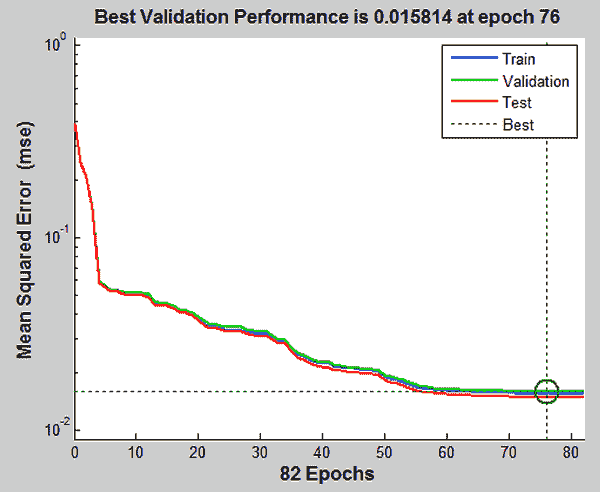 Best Validation Performance is 0.015814 at epoch 76
10^0
Train
Validation
Test
Best
10^-1
Mean Squared Error (mse)
10^-2
0 10 20 30 40 50 60 70 80
82 Epochs